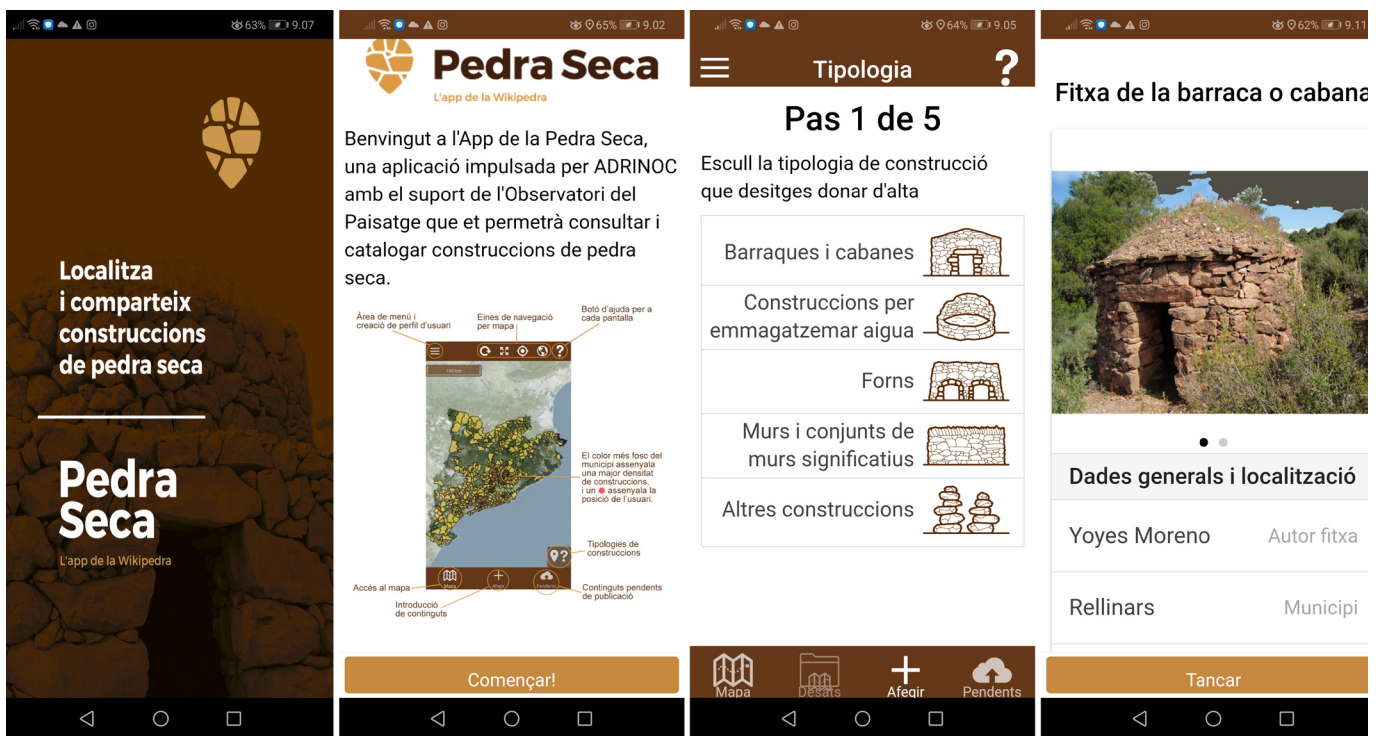 63% 9.07
Localitza
i comparteix
construccions
de pedra seca
Pedra
Seca
L'app de la Wikipedra
65% 9.02
Pedra Seca
L'app de la Wikipedra
Benvingut a l'App de la Pedra Seca,
una aplicació impulsada per ADRINOC
amb el suport de l'Observatori del
Paisatge que et permetrà consultar i
catalogar construccions de pedra
seca.
Àrea de menú i
creació de perfil d'usuari
Eines de navegació
per mapa
Botó d'ajuda per a
cada pantalla
100 km
El color més fosc del
municipi assenyala
una major densitat
de construccions,
i un assenyala la
posició de l'usuari.
Tipologies de
construccions
Accés al mapa
Mapa
Afegir
Pendents
Introducció
de continguts
Continguts pendents
de publicació
Començar!
64% 9.05
Tipologia
?
Pas 1 de 5
Escull la tipologia de construcció
que desitges donar d'alta
Barraques i cabanes
Construccions per
emmagatzemar aigua
Forns
Murs i conjunts de
murs significatius
Altres construccions
Mapa
Desats
Afegir
Pendents
62% 9.11
Fitxa de la barraca o cabana
Dades generals i localització
Yoyes Moreno Autor fitxa
Rellinars Municipi
Tancar